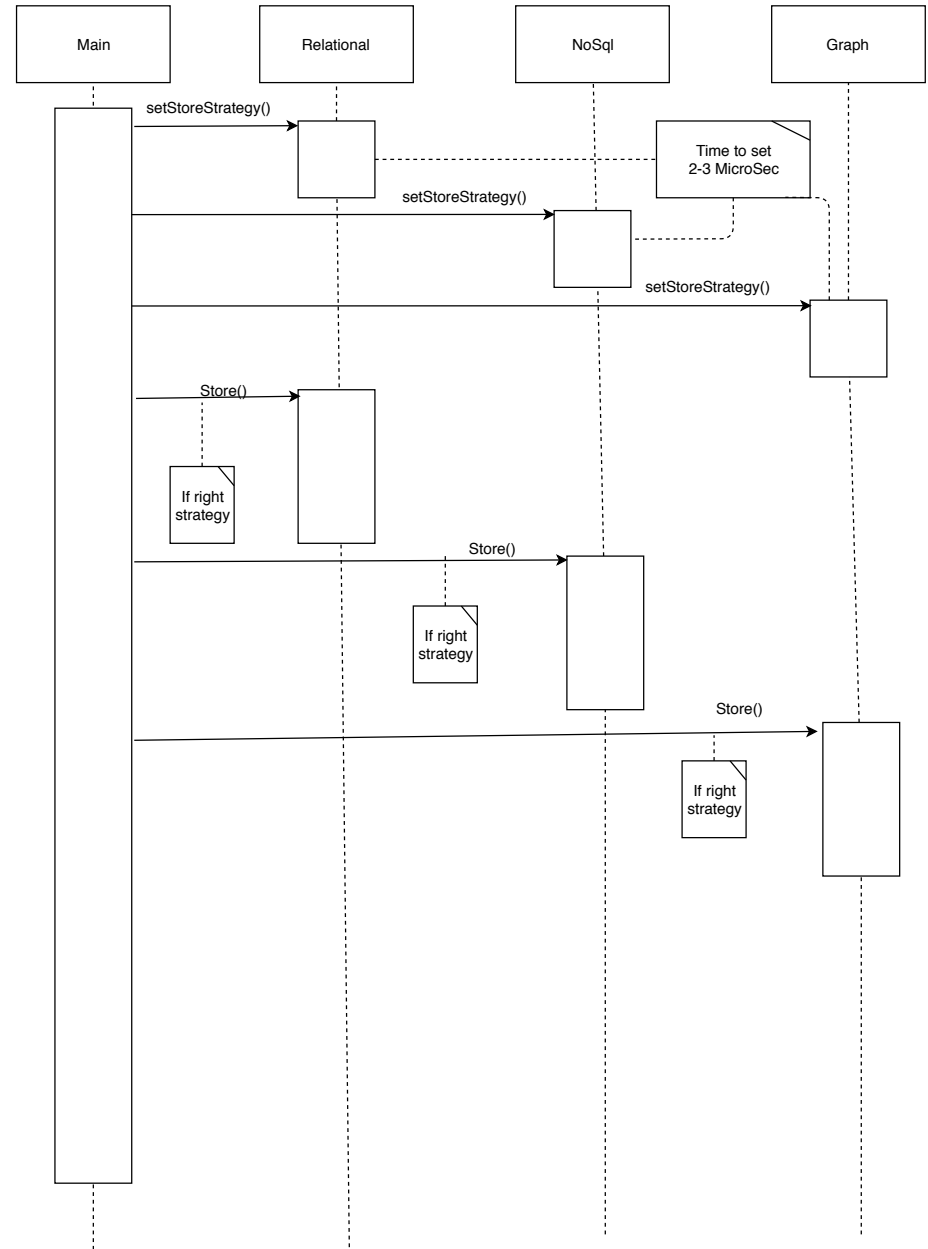 Main
Relational
NoSql
Graph
setStoreStrategy()
Time to set
2-3 MicroSec
setStoreStrategy()
setStoreStrategy()
Store()
If right
strategy
Store()
If right
strategy
Store()
If right
strategy